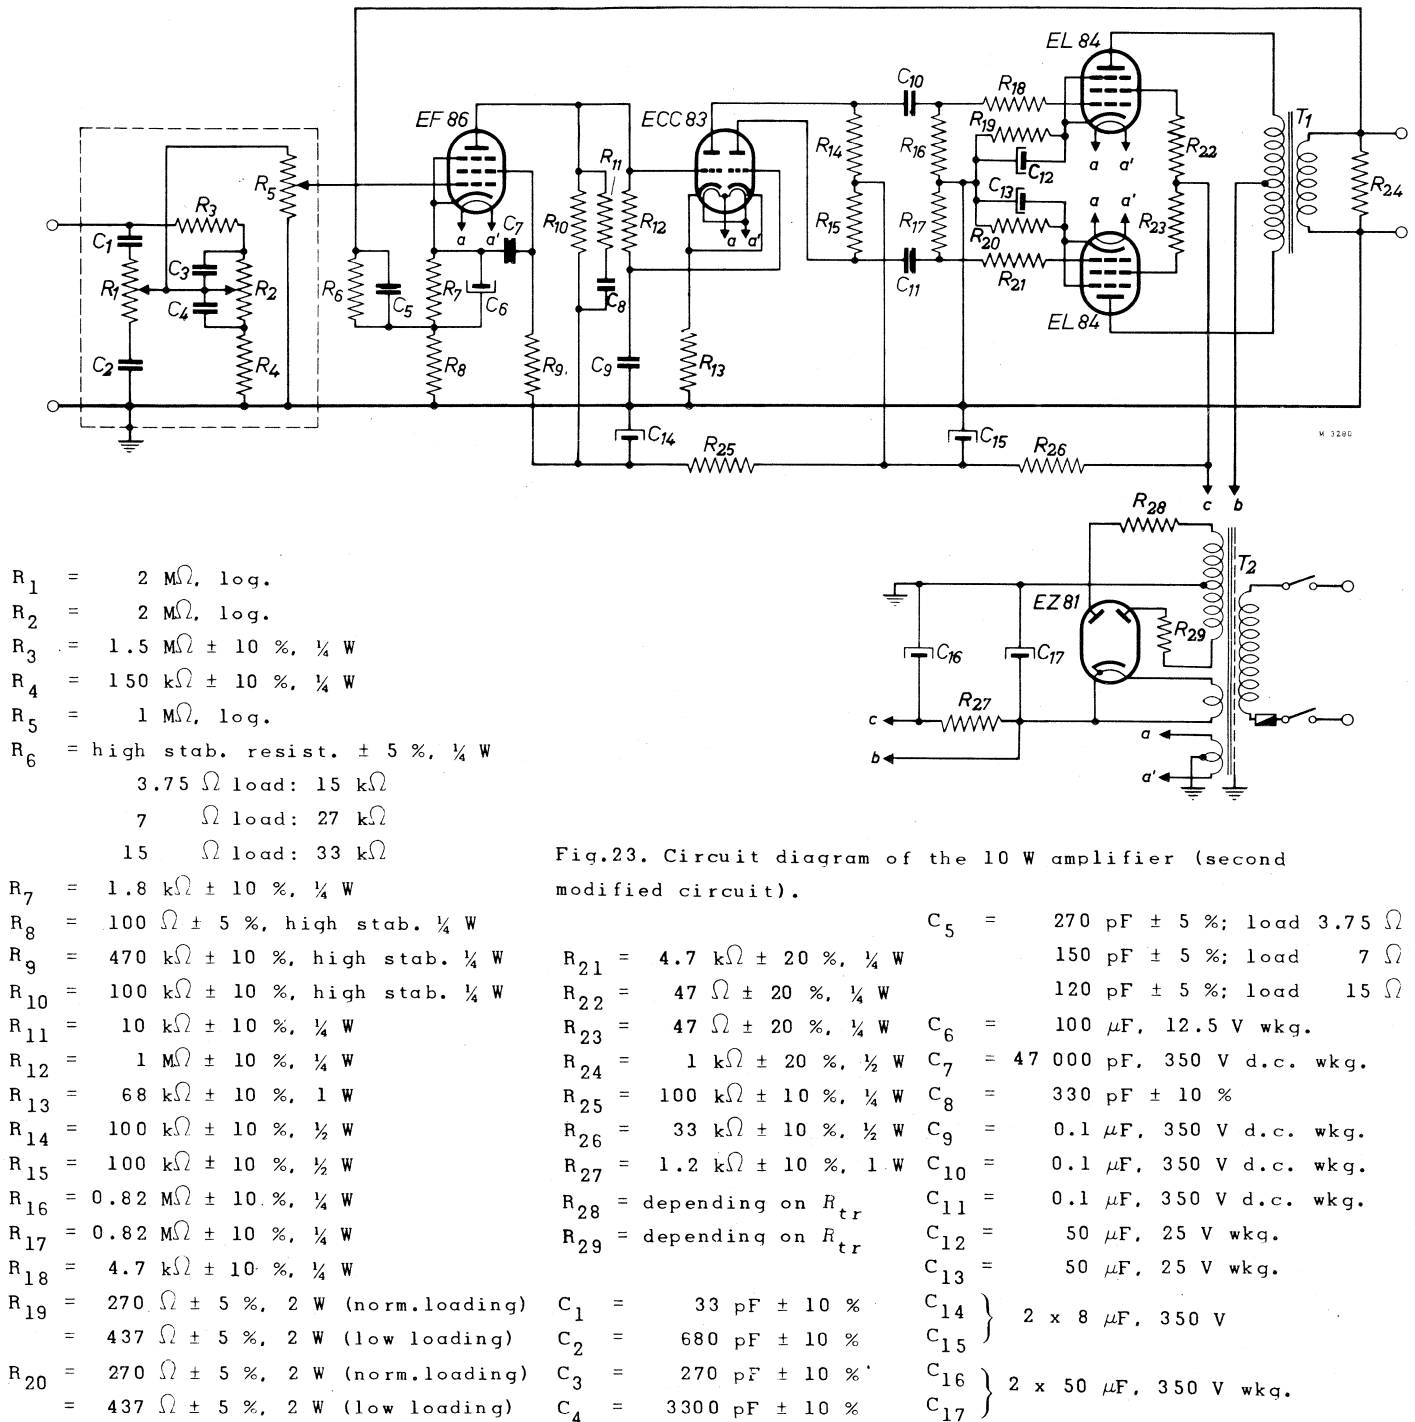 EL 84
T1
C10
R18
EF 86
ECC 83
R19
R14
R16
C12
a a'
R22
R24
R11
R5
R3
C13
a a'
a a'
C7
R10
R12
a a'
R15
R17
R20
R23
C1
C3
R1
R2
R6
C5
R7
C6
C8
C11
R21
C4
EL 84
C2
R4
R8
R9
C9
R13
C14
R25
C15
R26
M 3280
c b
R28
T2
EZ 81
R29
C16
C17
R27
c
b
a
a'
R1 = 2 MΩ, log.
R2 = 2 MΩ, log.
R3 = 1.5 MΩ ± 10 %, ¼ W
R4 = 150 kΩ ± 10 %, ¼ W
R5 = 1 MΩ, log.
R6 = high stab. resist. ± 5 %, ¼ W
3.75 Ω load: 15 kΩ
7 Ω load: 27 kΩ
15 Ω load: 33 kΩ
R7 = 1.8 kΩ ± 10 %, ¼ W
R8 = 100 Ω ± 5 %, high stab. ¼ W
R9 = 470 kΩ ± 10 %, high stab. ¼ W
R10 = 100 kΩ ± 10 %, high stab. ¼ W
R11 = 10 kΩ ± 10 %, ¼ W
R12 = 1 MΩ ± 10 %, ¼ W
R13 = 68 kΩ ± 10 %, 1 W
R14 = 100 kΩ ± 10 %, ½ W
R15 = 100 kΩ ± 10 %, ½ W
R16 = 0.82 MΩ ± 10 %, ¼ W
R17 = 0.82 MΩ ± 10 %, ¼ W
R18 = 4.7 kΩ ± 10 %, ¼ W
R19 = 270 Ω ± 5 %, 2 W (norm.loading)
= 437 Ω ± 5 %, 2 W (low loading)
R20 = 270 Ω ± 5 %, 2 W (norm.loading)
= 437 Ω ± 5 %, 2 W (low loading)
Fig.23. Circuit diagram of the 10 W amplifier (second
modified circuit).
R21 = 4.7 kΩ ± 20 %, ¼ W
R22 = 47 Ω ± 20 %, ¼ W
R23 = 47 Ω ± 20 %, ¼ W
R24 = 1 kΩ ± 20 %, ½ W
R25 = 100 kΩ ± 10 %, ¼ W
R26 = 33 kΩ ± 10 %, ½ W
R27 = 1.2 kΩ ± 10 %, 1 W
R28 = depending on Rtr
R29 = depending on Rtr
C1 = 33 pF ± 10 %
C2 = 680 pF ± 10 %
C3 = 270 pF ± 10 %
C4 = 3300 pF ± 10 %
C5 = 270 pF ± 5 %; load 3.75 Ω
150 pF ± 5 %; load 7 Ω
120 pF ± 5 %; load 15 Ω
C6 = 100 μF, 12.5 V wkg.
C7 = 47 000 pF, 350 V d.c. wkg.
C8 = 330 pF ± 10 %
C9 = 0.1 μF, 350 V d.c. wkg.
C10 = 0.1 μF, 350 V d.c. wkg.
C11 = 0.1 μF, 350 V d.c. wkg.
C12 = 50 μF, 25 V wkg.
C13 = 50 μF, 25 V wkg.
C14
C15 } 2 x 8 μF, 350 V
C16
C17 } 2 x 50 μF, 350 V wkg.